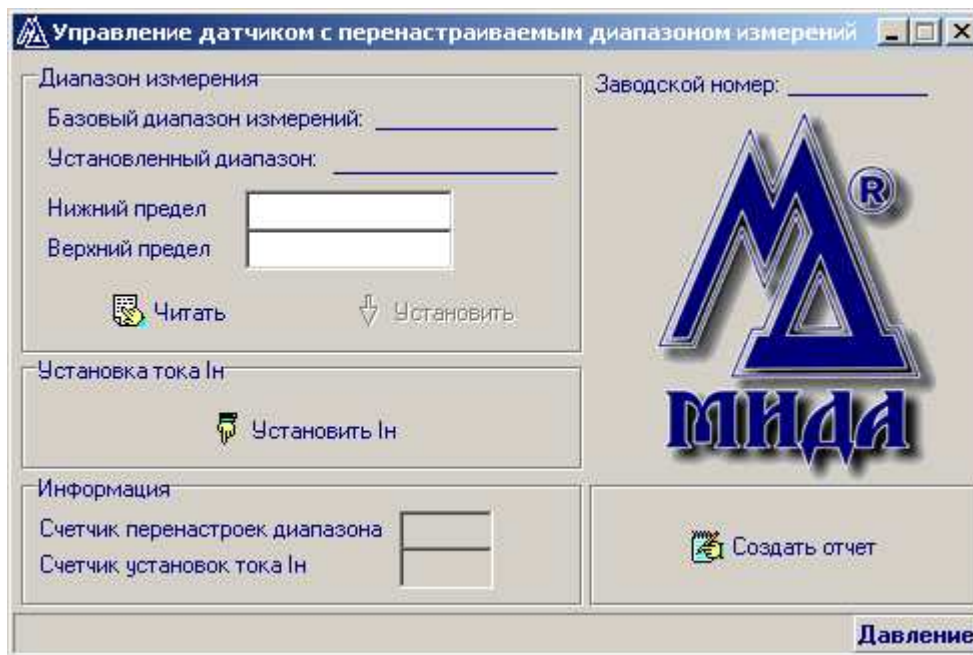 Управление датчиком с перенастраиваемым диапазоном измерений
Диапазон измерения
Базовый диапазон измерений:
Установленный диапазон:
Нижний предел
Верхний предел
Читать
Установить
Заводской номер:
®
МИДА
Установка тока Iн
Установить Iн
Информация
Счетчик перенастроек диапазона
Счетчик установок тока Iн
Создать отчет
Давление